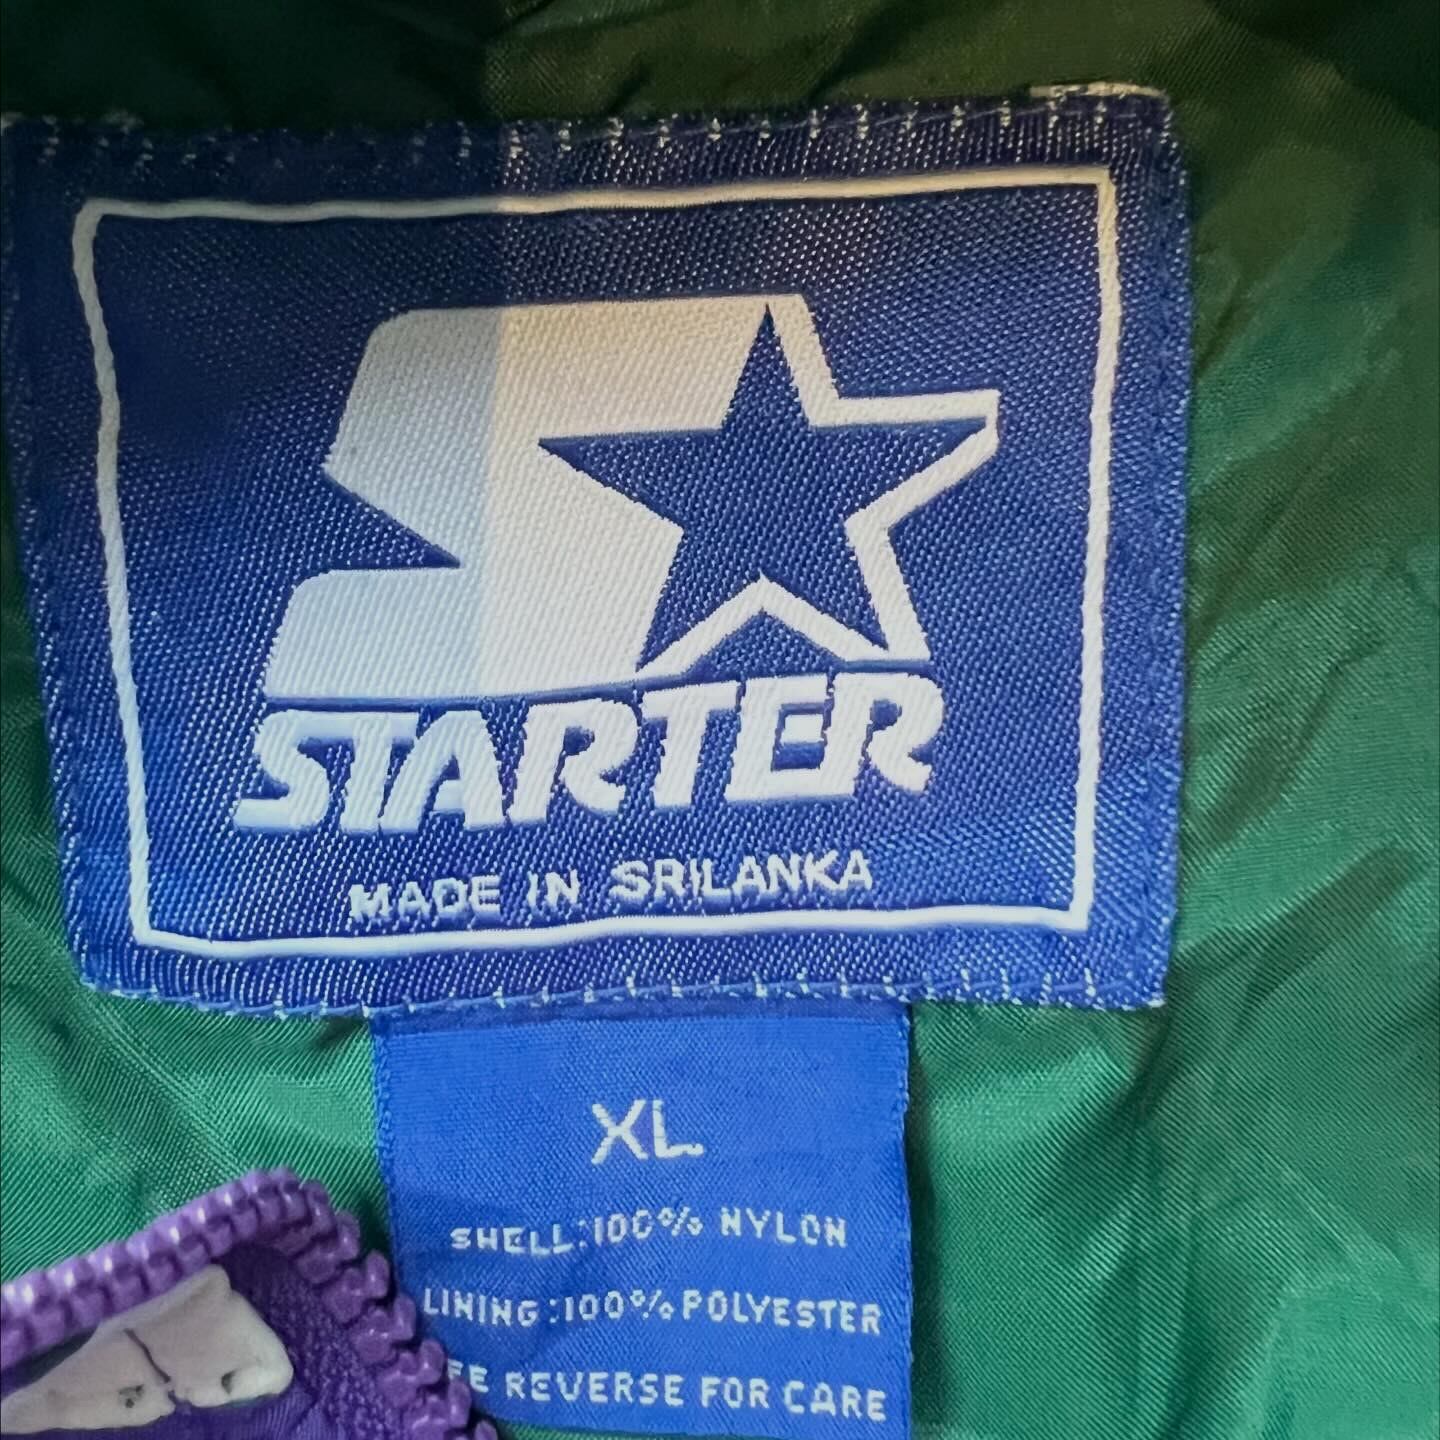 STARTER
MADE IN SRILANKA
XL
SHELL:100% NYLON
LINING:100% POLYESTER
REVERSE FOR CARE